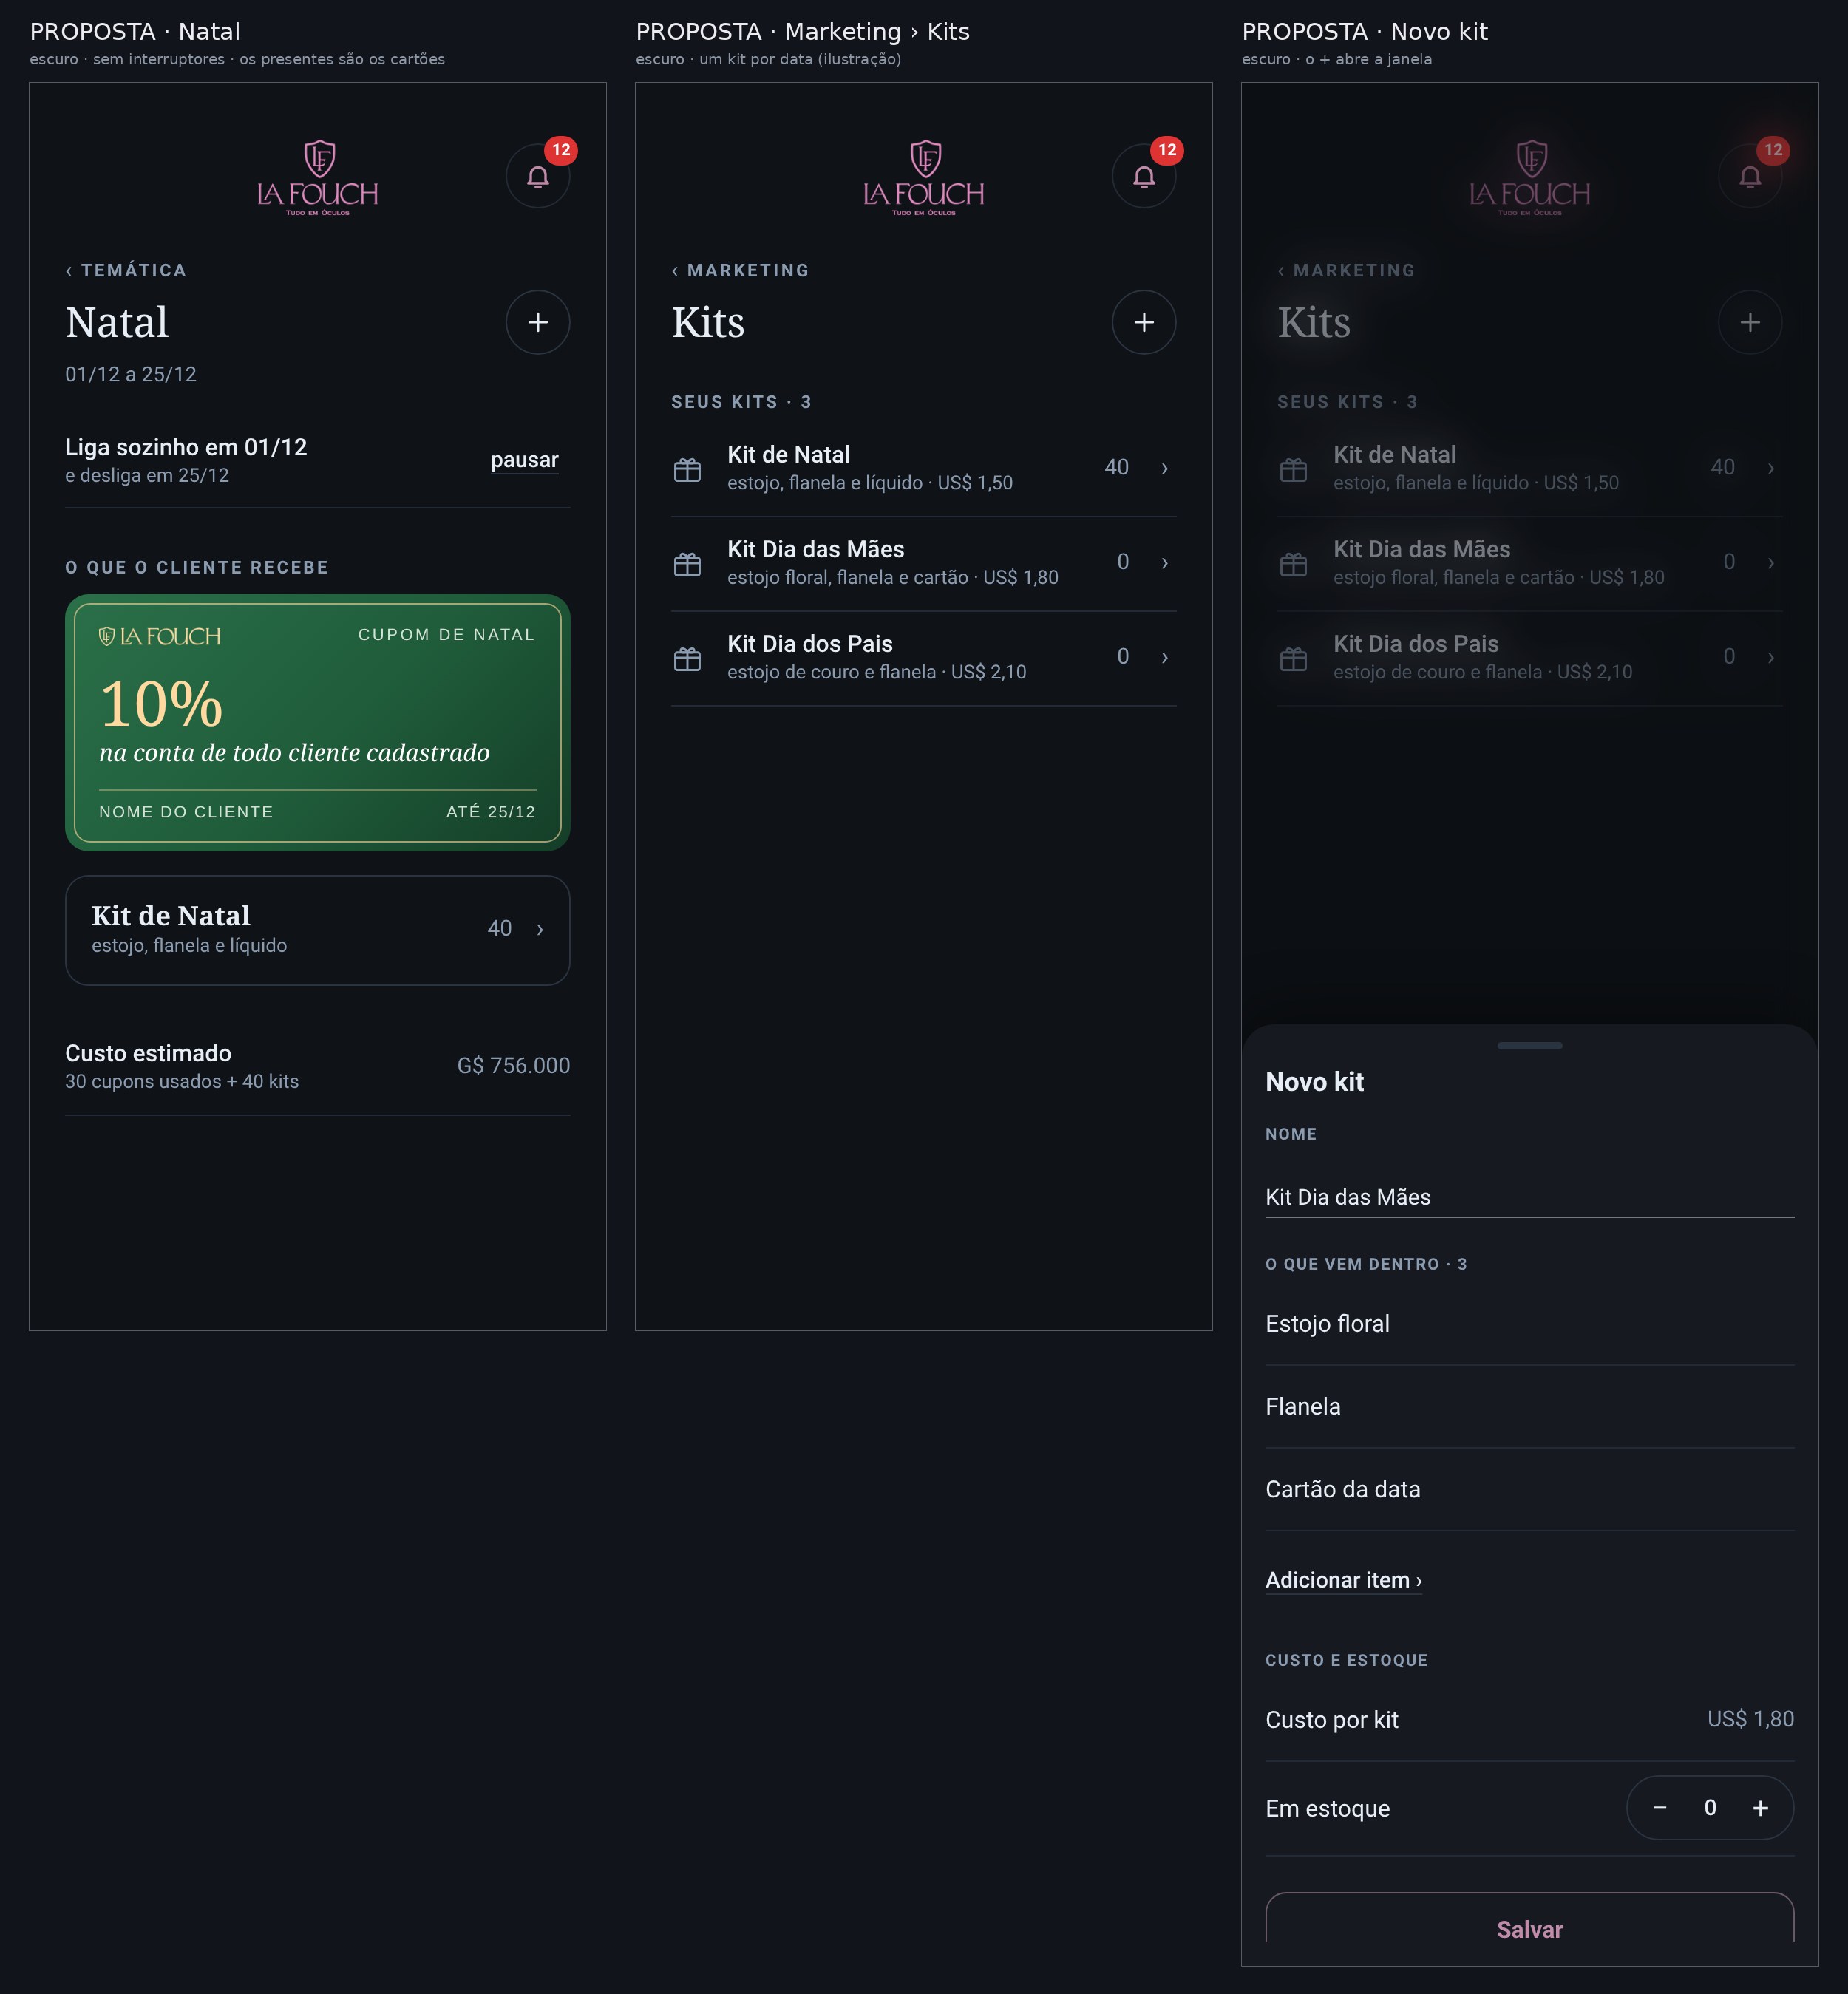 PROPOSTA · Natal
escuro · sem interruptores · os presentes são os cartões
12
LF
LA FOUCH
TUDO EM ÓCULOS
‹ TEMÁTICA
Natal
+
01/12 a 25/12
Liga sozinho em 01/12
e desliga em 25/12
pausar
O QUE O CLIENTE RECEBE
LF LA FOUCH
CUPOM DE NATAL
10%
na conta de todo cliente cadastrado
NOME DO CLIENTE
ATÉ 25/12
Kit de Natal
estojo, flanela e líquido
40 ›
Custo estimado
30 cupons usados + 40 kits
G$ 756.000
PROPOSTA · Marketing › Kits
escuro · um kit por data (ilustração)
12
LF
LA FOUCH
TUDO EM ÓCULOS
‹ MARKETING
Kits
+
SEUS KITS · 3
Kit de Natal
estojo, flanela e líquido · US$ 1,50
40 ›
Kit Dia das Mães
estojo floral, flanela e cartão · US$ 1,80
0 ›
Kit Dia dos Pais
estojo de couro e flanela · US$ 2,10
0 ›
PROPOSTA · Novo kit
escuro · o + abre a janela
12
LF
LA FOUCH
TUDO EM ÓCULOS
‹ MARKETING
Kits
+
SEUS KITS · 3
Kit de Natal
estojo, flanela e líquido · US$ 1,50
40 ›
Kit Dia das Mães
estojo floral, flanela e cartão · US$ 1,80
0 ›
Kit Dia dos Pais
estojo de couro e flanela · US$ 2,10
0 ›
Novo kit
NOME
Kit Dia das Mães
O QUE VEM DENTRO · 3
Estojo floral
Flanela
Cartão da data
Adicionar item ›
CUSTO E ESTOQUE
Custo por kit
US$ 1,80
Em estoque
− 0 +
Salvar